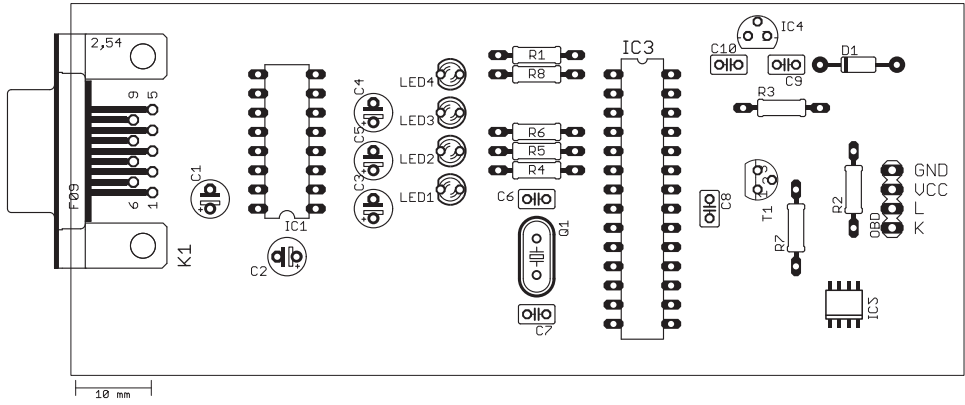 2,54
9 5
F09
6 1
K1
C1
IC1
C2
C4
C5
C3
LED4
LED3
LED2
LED1
R1
R8
R6
R5
R4
C6
Q1
C7
IC3
C8
IC4
C10
C9
D1
R3
T1
R7
R2
OBD
GND
VCC
L
K
IC2
10 mm